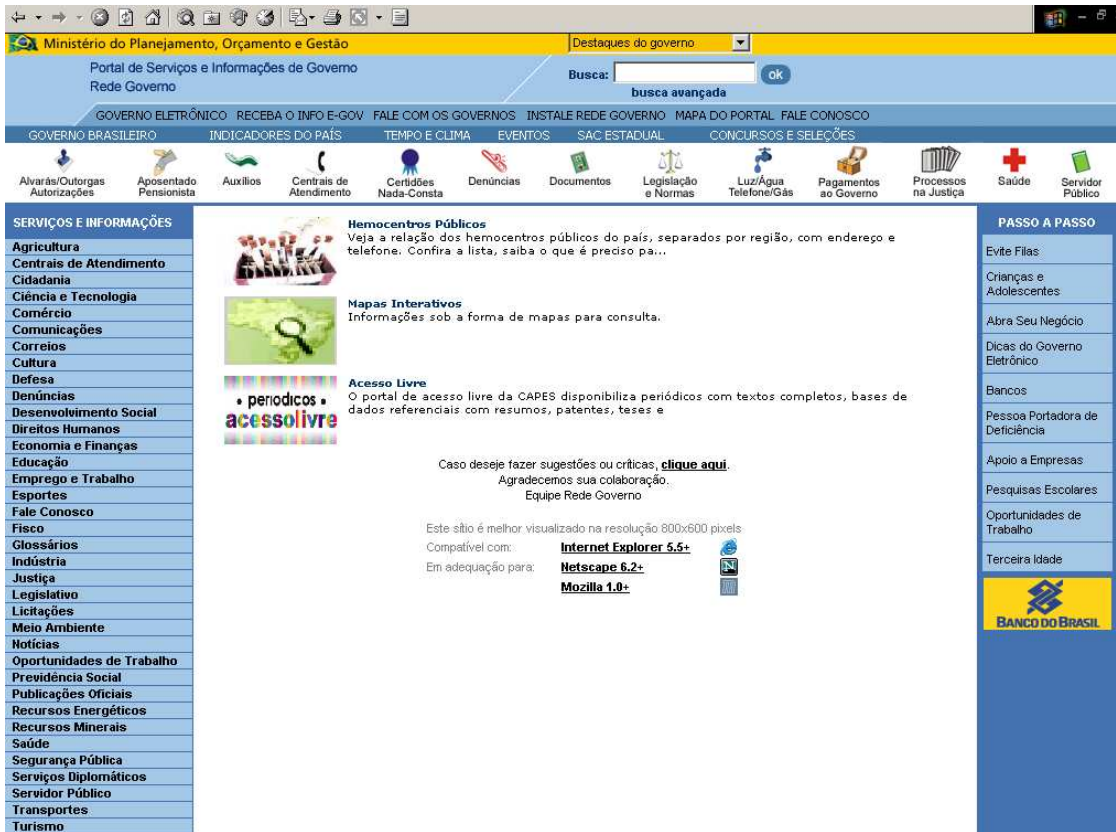 Ministério do Planejamento, Orçamento e Gestão
Destaques do governo
Portal de Serviços e Informações de Governo
Rede Governo
Busca:
ok
busca avançada
GOVERNO ELETRÔNICO RECEBA O INFO E-GOV FALE COM OS GOVERNOS INSTALE REDE GOVERNO MAPA DO PORTAL FALE CONOSCO
GOVERNO BRASILEIRO INDICADORES DO PAÍS TEMPO E CLIMA EVENTOS SAC ESTADUAL CONCURSOS E SELEÇÕES
Alvarás/Outorgas
Autorizações
Aposentado
Pensionista
Auxílios
Centrais de
Atendimento
Certidões
Nada-Consta
Denúncias
Documentos
Legislação
e Normas
Luz/Água
Telefone/Gás
Pagamentos
ao Governo
Processos
na Justiça
Saúde
Servidor
Público
SERVIÇOS E INFORMAÇÕES
Agricultura
Centrais de Atendimento
Cidadania
Ciência e Tecnologia
Comércio
Comunicações
Correios
Cultura
Defesa
Denúncias
Desenvolvimento Social
Direitos Humanos
Economia e Finanças
Educação
Emprego e Trabalho
Esportes
Fale Conosco
Fisco
Glossários
Indústria
Justiça
Legislativo
Licitações
Meio Ambiente
Notícias
Oportunidades de Trabalho
Previdência Social
Publicações Oficiais
Recursos Energéticos
Recursos Minerais
Saúde
Segurança Pública
Serviços Diplomáticos
Servidor Público
Transportes
Turismo
Hemocentros Públicos
Veja a relação dos hemocentros públicos do país, separados por região, com endereço e
telefone. Confira a lista, saiba o que é preciso pa...
Mapas Interativos
Informações sob a forma de mapas para consulta.
• periodicos •
acessolivre
Acesso Livre
O portal de acesso livre da CAPES disponibiliza periódicos com textos completos, bases de
dados referenciais com resumos, patentes, teses e
Caso deseje fazer sugestões ou críticas, clique aqui.
Agradecemos sua colaboração.
Equipe Rede Governo
Este sítio é melhor visualizado na resolução 800x600 pixels
Compatível com: Internet Explorer 5.5+
Em adequação para: Netscape 6.2+
Mozilla 1.0+
PASSO A PASSO
Evite Filas
Crianças e
Adolescentes
Abra Seu Negócio
Dicas do Governo
Eletrônico
Bancos
Pessoa Portadora de
Deficiência
Apoio a Empresas
Pesquisas Escolares
Oportunidades de
Trabalho
Terceira Idade
BANCO DO BRASIL